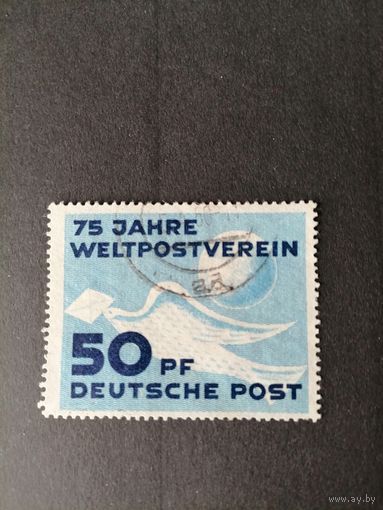 75 JAHRE
WELTPOSTVEREIN
50 PF
DEUTSCHE POST
ay.by